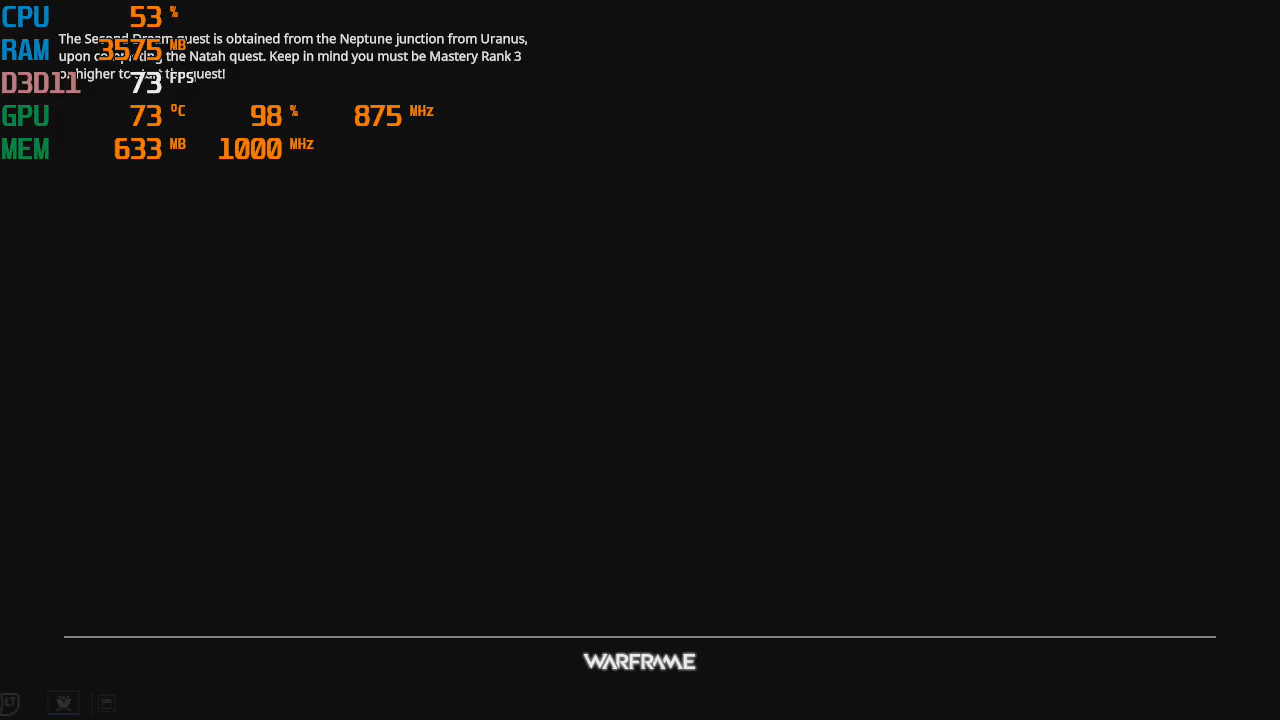 CPU 53 %
The Second Dream quest is obtained from the Neptune junction from Uranus,
RAM 3575 MB
upon completing the Natah quest. Keep in mind you must be Mastery Rank 3
or higher to start the quest!
D3D11 73 FPS
GPU 73 °C 98 % 875 MHz
MEM 633 MB 1000 MHz
WARFRAME
LT